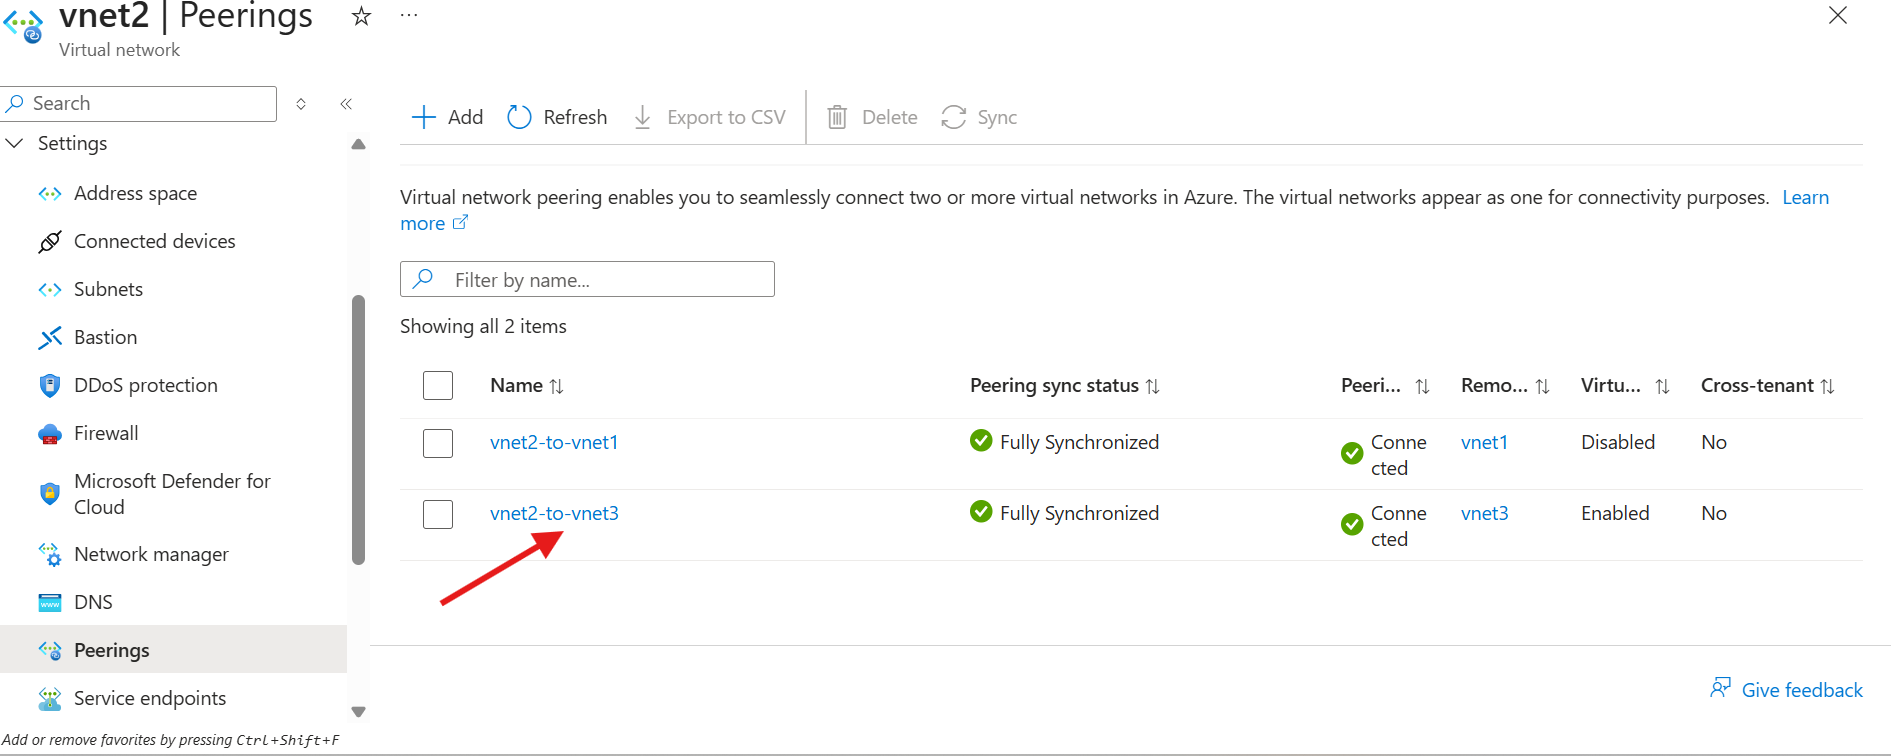 vnet2 | Peerings
Virtual network
Search
Settings
Address space
Connected devices
Subnets
Bastion
DDoS protection
Firewall
Microsoft Defender for
Cloud
Network manager
DNS
Peerings
Service endpoints
Add or remove favorites by pressing Ctrl+Shift+F
Add Refresh Export to CSV Delete Sync
Virtual network peering enables you to seamlessly connect two or more virtual networks in Azure. The virtual networks appear as one for connectivity purposes. Learn
more
Filter by name...
Showing all 2 items
Name Peering sync status Peeri... Remo... Virtu... Cross-tenant
vnet2-to-vnet1 Fully Synchronized Conne vnet1 Disabled No
cted
vnet2-to-vnet3 Fully Synchronized Conne vnet3 Enabled No
cted
Give feedback